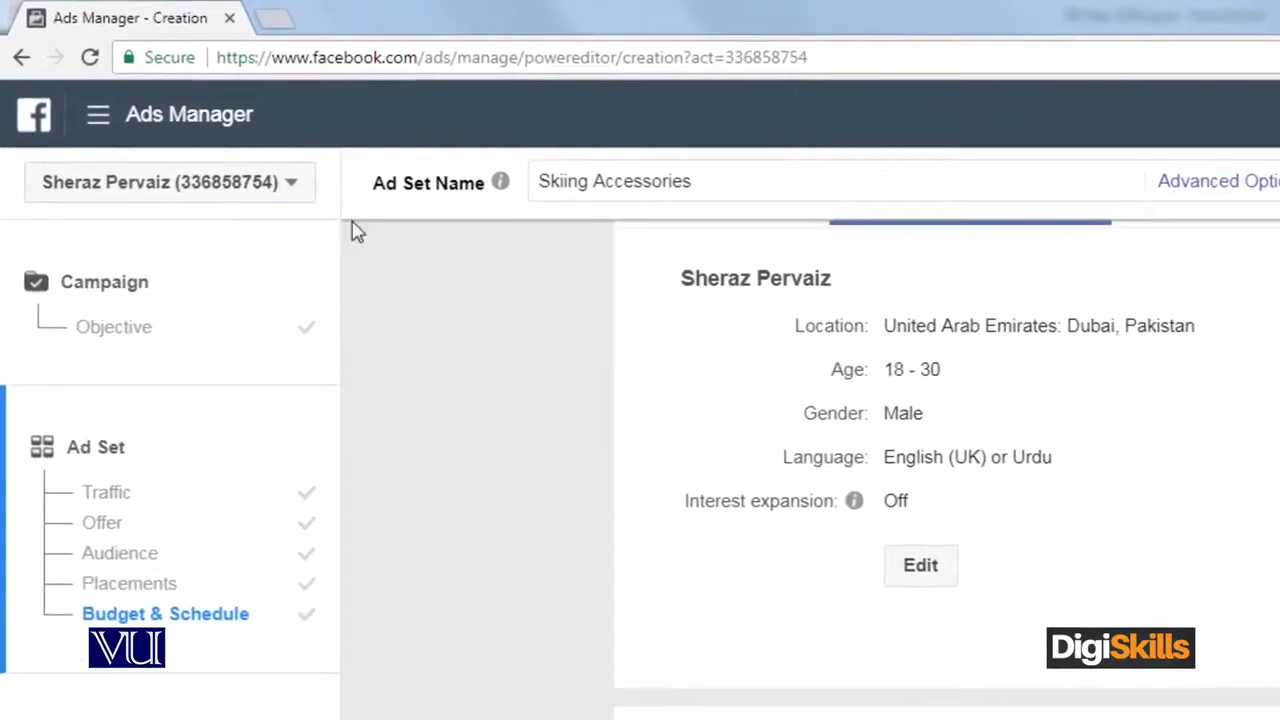 Ads Manager - Creation
Secure
https://www.facebook.com/ads/manage/powereditor/creation?act=336858754
Ads Manager
Sheraz Pervaiz (336858754)
Ad Set Name
Skiing Accessories
Advanced Opti
Campaign
Objective
Ad Set
Traffic
Offer
Audience
Placements
Budget & Schedule
Sheraz Pervaiz
Location: United Arab Emirates: Dubai, Pakistan
Age: 18 - 30
Gender: Male
Language: English (UK) or Urdu
Interest expansion: Off
Edit
VU
DigiSkills